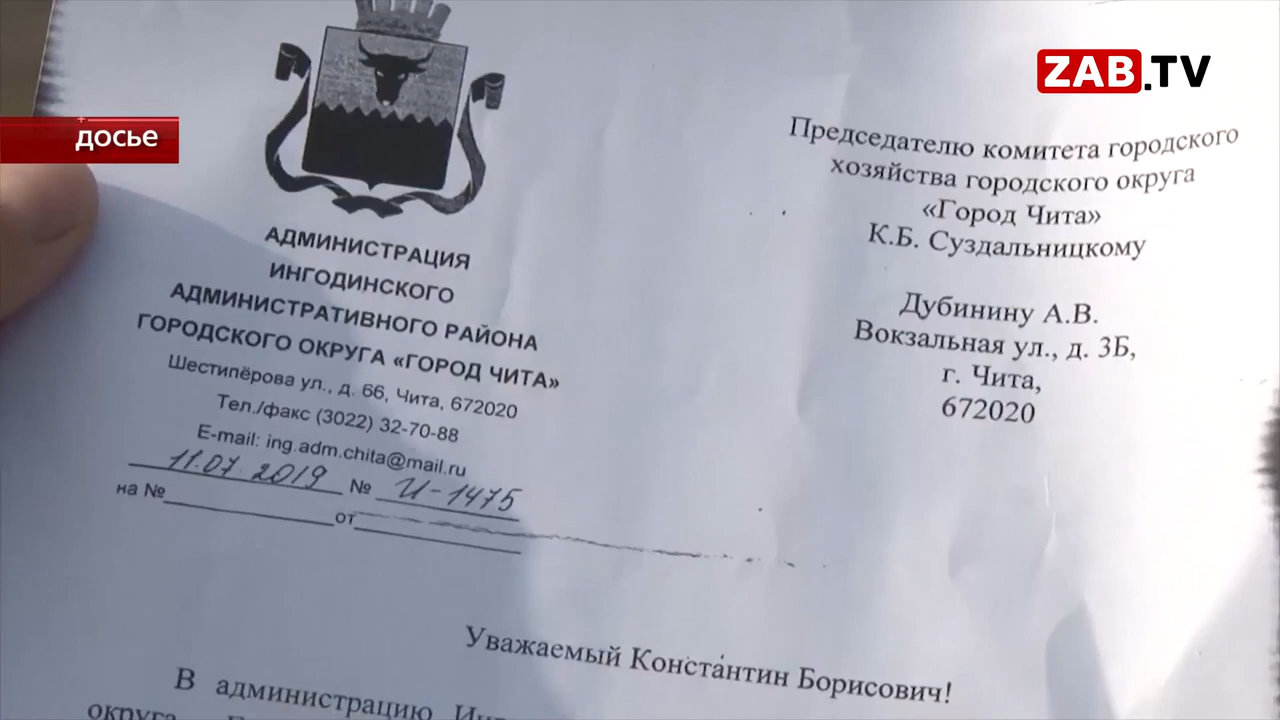 ZAB.TV
досье
АДМИНИСТРАЦИЯ
ИНГОДИНСКОГО
АДМИНИСТРАТИВНОГО РАЙОНА
ГОРОДСКОГО ОКРУГА «ГОРОД ЧИТА»
Шестипёрова ул., д. 66, Чита, 672020
Тел./факс (3022) 32-70-88
E-mail: ing.adm.chita@mail.ru
11.07 2019 № И-1475
на № от
Председателю комитета городского
хозяйства городского округа
«Город Чита»
К.Б. Суздальницкому
Дубинину А.В.
Вокзальная ул., д. 3Б,
г. Чита,
672020
Уважаемый Константин Борисович!
В администрацию
округа